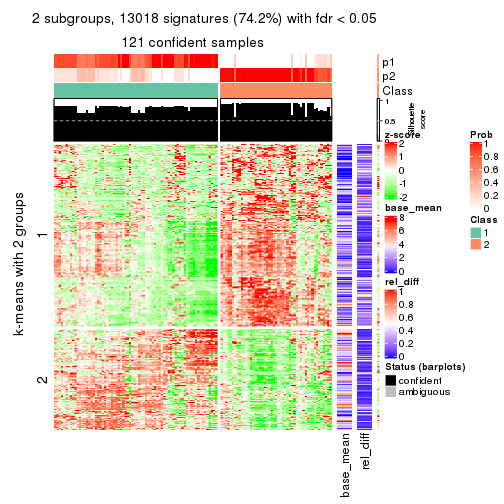 2 subgroups, 13018 signatures (74.2%) with fdr < 0.05
121 confident samples
p1
p2
Class
1
0.5
0
Silhouette
score
k-means with 2 groups
1
2
z-score
2
1
0
-1
-2
base_mean
8
6
4
2
0
rel_diff
1
0.8
0.6
0.4
0.2
0
Status (barplots)
confident
ambiguous
Prob
1
0.8
0.6
0.4
0.2
0
Class
1
2
base_mean
rel_diff